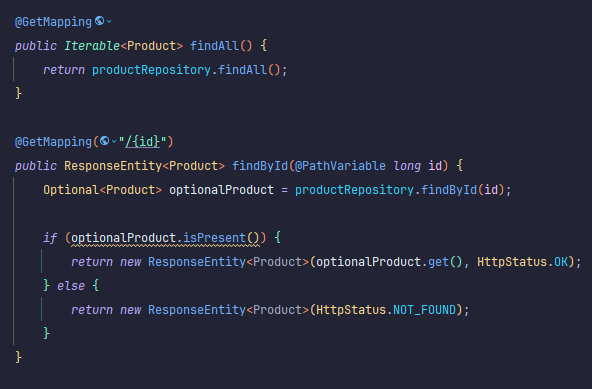 @GetMapping
public Iterable<Product> findAll() {
    return productRepository.findAll();
}

@GetMapping("/{id}")
public ResponseEntity<Product> findById(@PathVariable long id) {
    Optional<Product> optionalProduct = productRepository.findById(id);

    if (optionalProduct.isPresent()) {
        return new ResponseEntity<Product>(optionalProduct.get(), HttpStatus.OK);
    } else {
        return new ResponseEntity<Product>(HttpStatus.NOT_FOUND);
    }
}